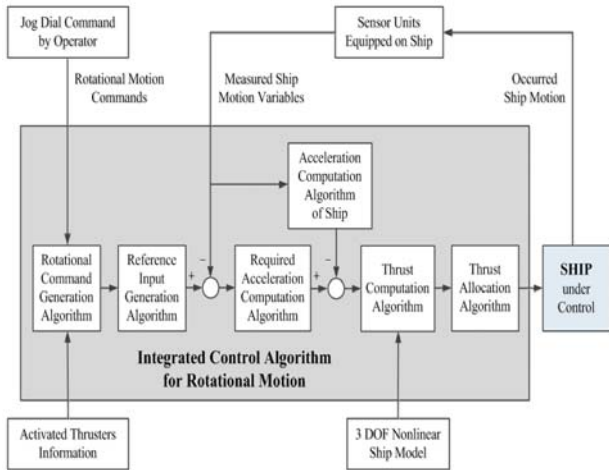 Jog Dial Command
by Operator
Sensor Units
Equipped on Ship
Rotational Motion
Commands
Measured Ship
Motion Variables
Occurred
Ship Motion
Acceleration
Computation
Algorithm
of Ship
−
−
+
+
Rotational
Command
Generation
Algorithm
Reference
Input
Generation
Algorithm
Required
Acceleration
Computation
Algorithm
Thrust
Computation
Algorithm
Thrust
Allocation
Algorithm
SHIP
under
Control
Integrated Control Algorithm
for Rotational Motion
Activated Thrusters
Information
3 DOF Nonlinear
Ship Model